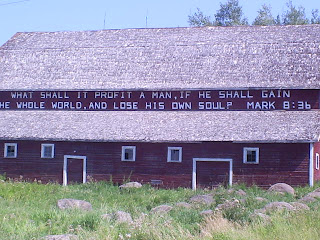 WHAT SHALL IT PROFIT A MAN, IF HE SHALL GAIN
HE WHOLE WORLD, AND LOSE HIS OWN SOUL? MARK 8:36